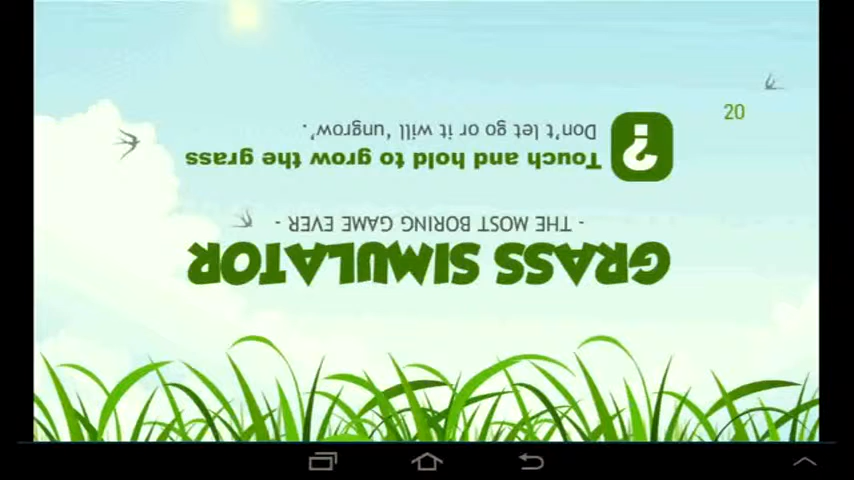 GRASS SIMULATOR
- THE MOST BORING GAME EVER -
Touch and hold to grow the grass
Don't let go or it will 'ungrow'.
?
20